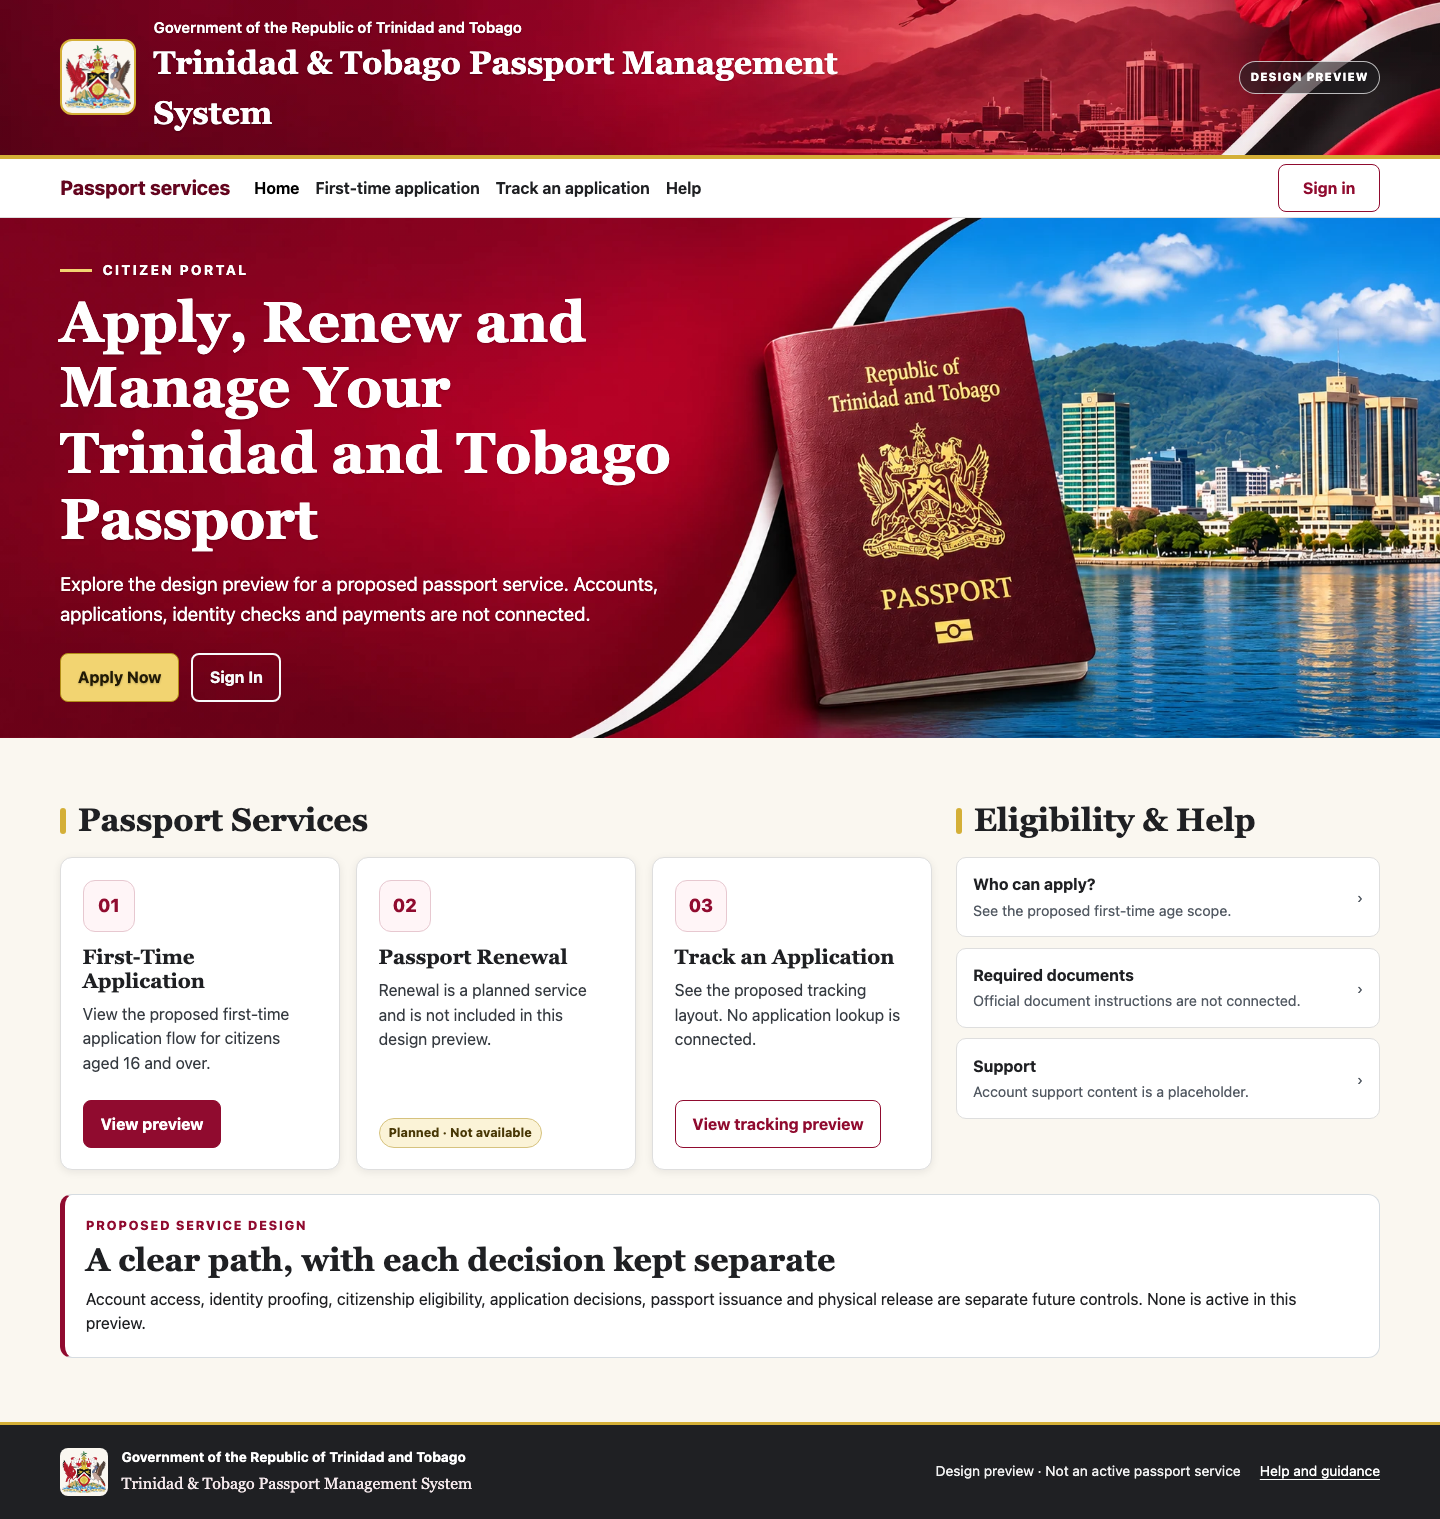 Government of the Republic of Trinidad and Tobago
Trinidad & Tobago Passport Management
System
DESIGN PREVIEW
Passport services
Home
First-time application
Track an application
Help
Sign in
CITIZEN PORTAL
Apply, Renew and
Manage Your
Trinidad and Tobago
Passport
Explore the design preview for a proposed passport service. Accounts,
applications, identity checks and payments are not connected.
Apply Now
Sign In
Republic of
Trinidad and Tobago
PASSPORT
Passport Services
01
First-Time
Application
View the proposed first-time
application flow for citizens
aged 16 and over.
View preview
02
Passport Renewal
Renewal is a planned service
and is not included in this
design preview.
Planned · Not available
03
Track an Application
See the proposed tracking
layout. No application lookup is
connected.
View tracking preview
Eligibility & Help
Who can apply?
See the proposed first-time age scope.
›
Required documents
Official document instructions are not connected.
›
Support
Account support content is a placeholder.
›
PROPOSED SERVICE DESIGN
A clear path, with each decision kept separate
Account access, identity proofing, citizenship eligibility, application decisions, passport issuance and physical release are separate future controls. None is active in this
preview.
Government of the Republic of Trinidad and Tobago
Trinidad & Tobago Passport Management System
Design preview · Not an active passport service
Help and guidance